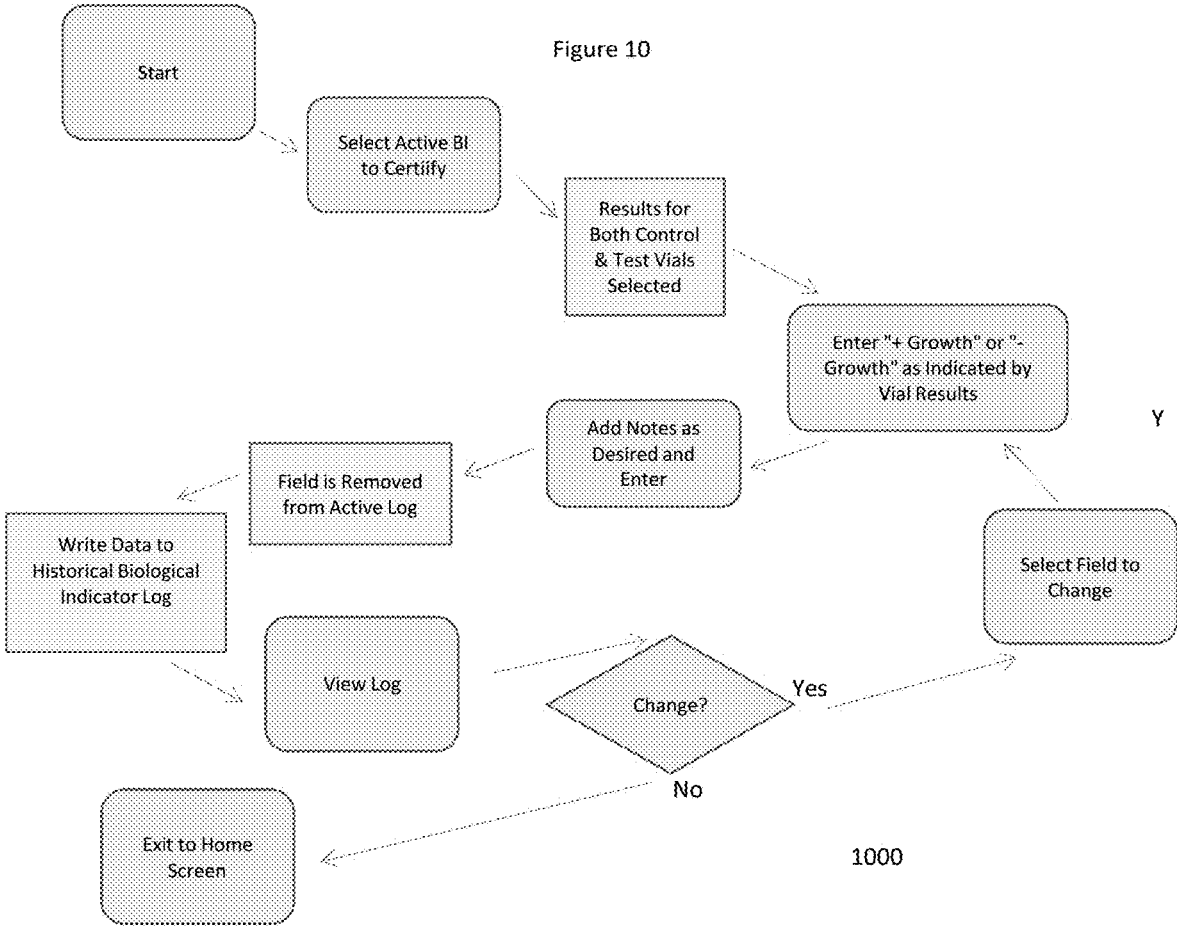 Figure 10
Start
Select Active BI
to Certiify
Results for
Both Control
& Test Vials
Selected
Enter "+ Growth" or "-
Growth" as Indicated by
Vial Results
Y
Add Notes as
Desired and
Enter
Field is Removed
from Active Log
Write Data to
Historical Biological
Indicator Log
Select Field to
Change
View Log
Change?
Yes
No
Exit to Home
Screen
1000